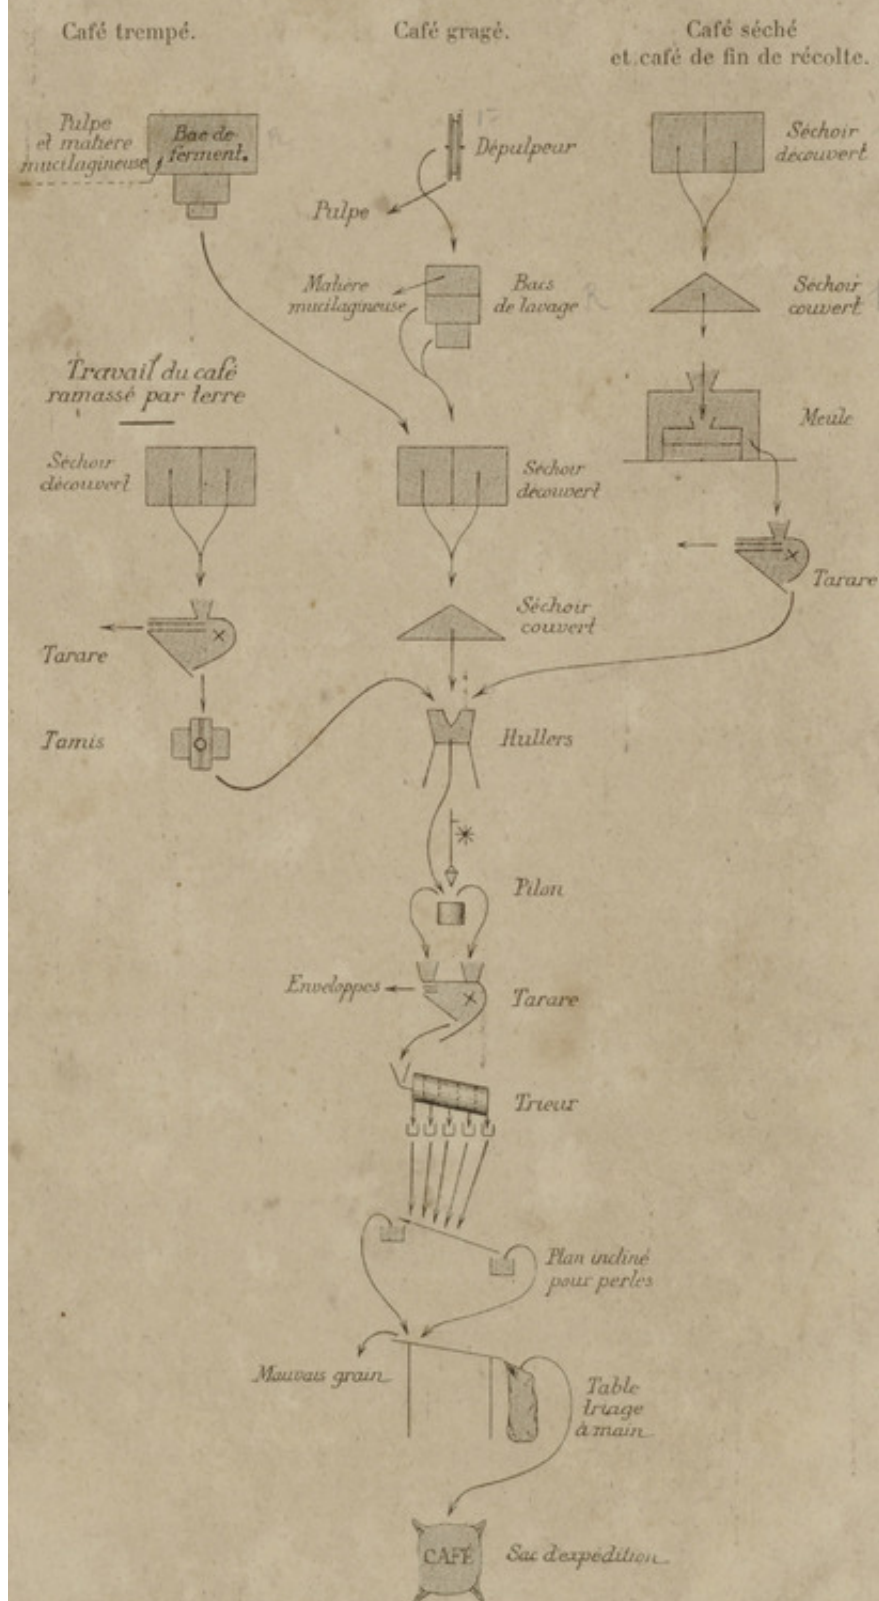 Café trempé.
Café gragé.
Café séché
et café de fin de récolte.
Pulpe
et matière
mucilagineuse
Bac de
ferment.
Dépulpeur
Pulpe
Séchoir
découvert
Matière
mucilagineuse
Bacs
de lavage
Séchoir
couvert
Travail du café
ramassé par terre
Meule
Séchoir
découvert
Séchoir
découvert
Tarare
Tarare
Séchoir
couvert
Tamis
Hullers
Pilon
Enveloppes
Tarare
Trieur
Plan incliné
pour perles
Mauvais grain
Table
triage
à main
CAFÉ
Sac d'expédition